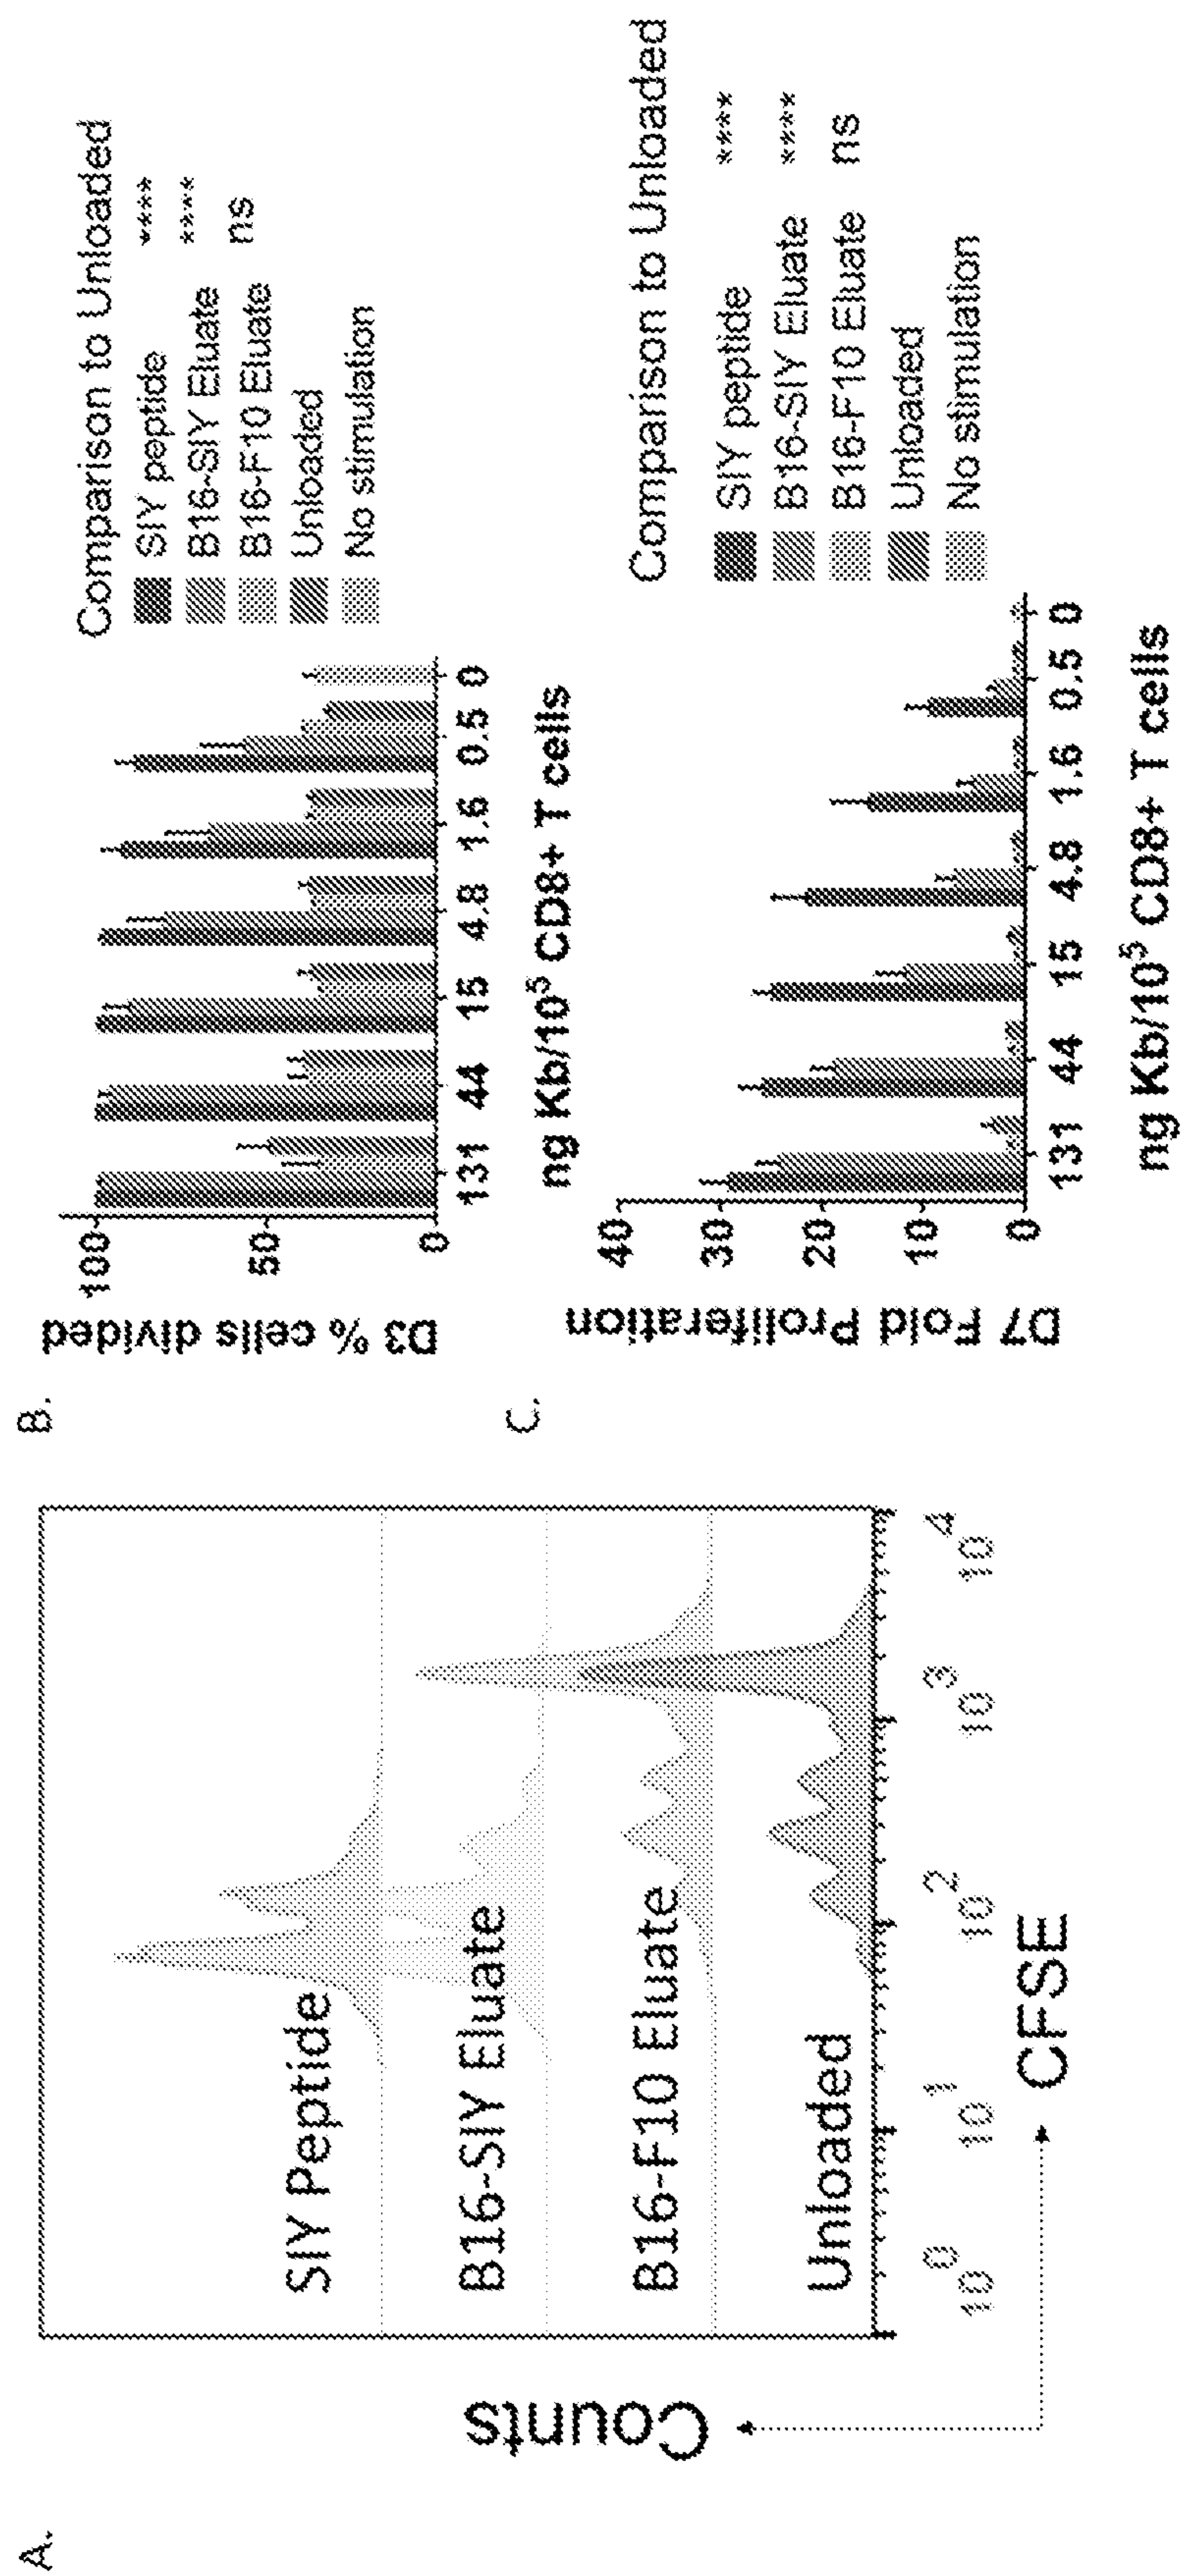 A.
Counts
SIY Peptide
B16-SIY Eluate
B16-F10 Eluate
Unloaded
10^0 10^1 10^2 10^3 10^4
CFSE
B.
D3 % cells divided
100
50
0
131 44 15 4.8 1.6 0.5 0
ng Kb/10^5 CD8+ T cells
Comparison to Unloaded
SIY peptide ****
B16-SIY Eluate ****
B16-F10 Eluate ns
Unloaded
No stimulation
C.
D7 Fold Proliferation
40
30
20
10
0
131 44 15 4.8 1.6 0.5 0
ng Kb/10^5 CD8+ T cells
Comparison to Unloaded
SIY peptide ****
B16-SIY Eluate ****
B16-F10 Eluate ns
Unloaded
No stimulation